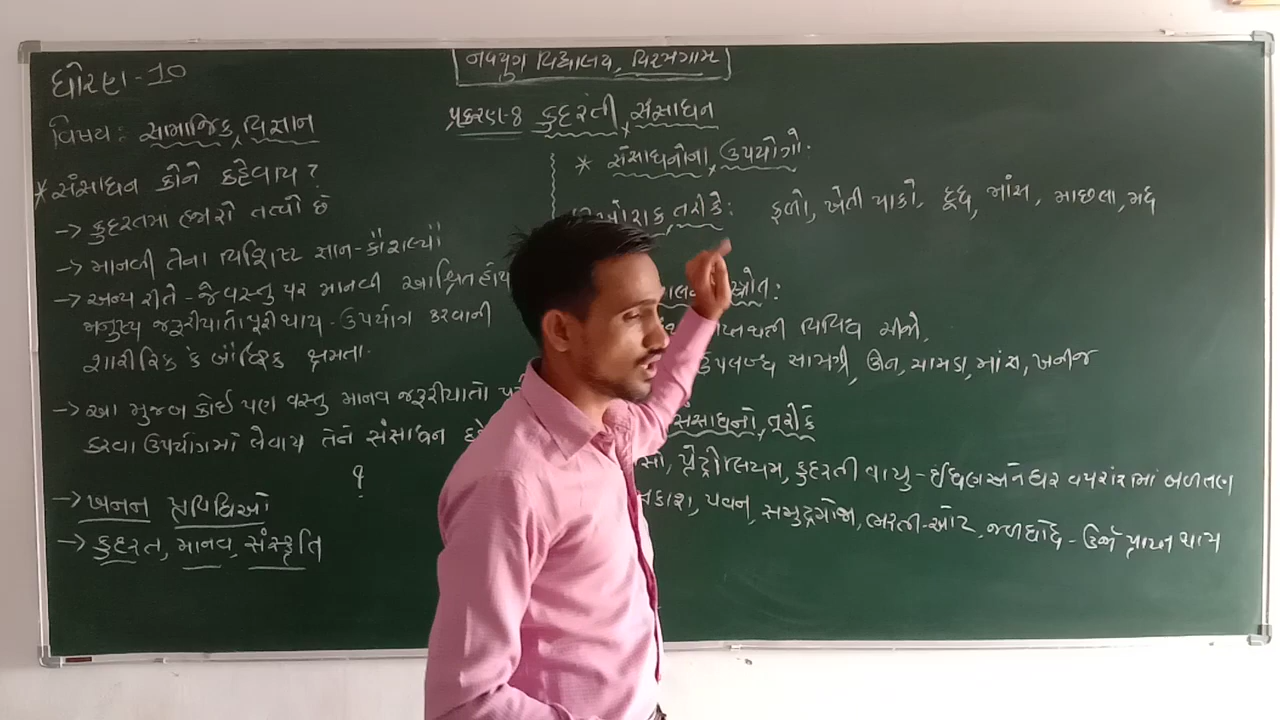 નવયુગ વિદ્યાલય, વિરમગામ
ધોરણ-10
વિષય: સામાજિક વિજ્ઞાન
પ્રકરણ-8 કુદરતી સંસાધન
* સંસાધન કોને કહેવાય?
→ કુદરતમાં હજારો તત્વો છે
→ માનવી તેના વિશિષ્ટ જ્ઞાન-કૌશલ્યો
→ અન્ય રીતે - જે વસ્તુ પર માનવી આશ્રિત હોય
મનુષ્ય જરૂરીયાતો પૂરી થાય - ઉપયોગ કરવાની
શારીરિક કે બૌદ્ધિક ક્ષમતા.
→ આ મુજબ કોઈ પણ વસ્તુ માનવ જરૂરીયાતો
કરવા ઉપયોગમાં લેવાય તેને સંસાધન
→ ખનન પ્રવિધિઓ
→ કુદરત, માનવ, સંસ્કૃતિ
* સંસાધનોના ઉપયોગો:
ખોરાક તરીકે: ફળો, ખેતી પાકો, દૂધ, માંસ, માછલા, મધ
સ્ત્રોત:
વિવિધ ચીજો,
ઉપલબ્ધ સામગ્રી, ઊન, ચામડા, માંસ, ખનીજ
સંસાધનો તરીકે
પેટ્રોલિયમ, કુદરતી વાયુ - ઈંધણ અને ઘર વપરાશમાં બળતણ
પવન, સમુદ્રમોજા, ભરતી-ઓટ, જળધોધ - ઉર્જા પ્રાપ્ત થાય